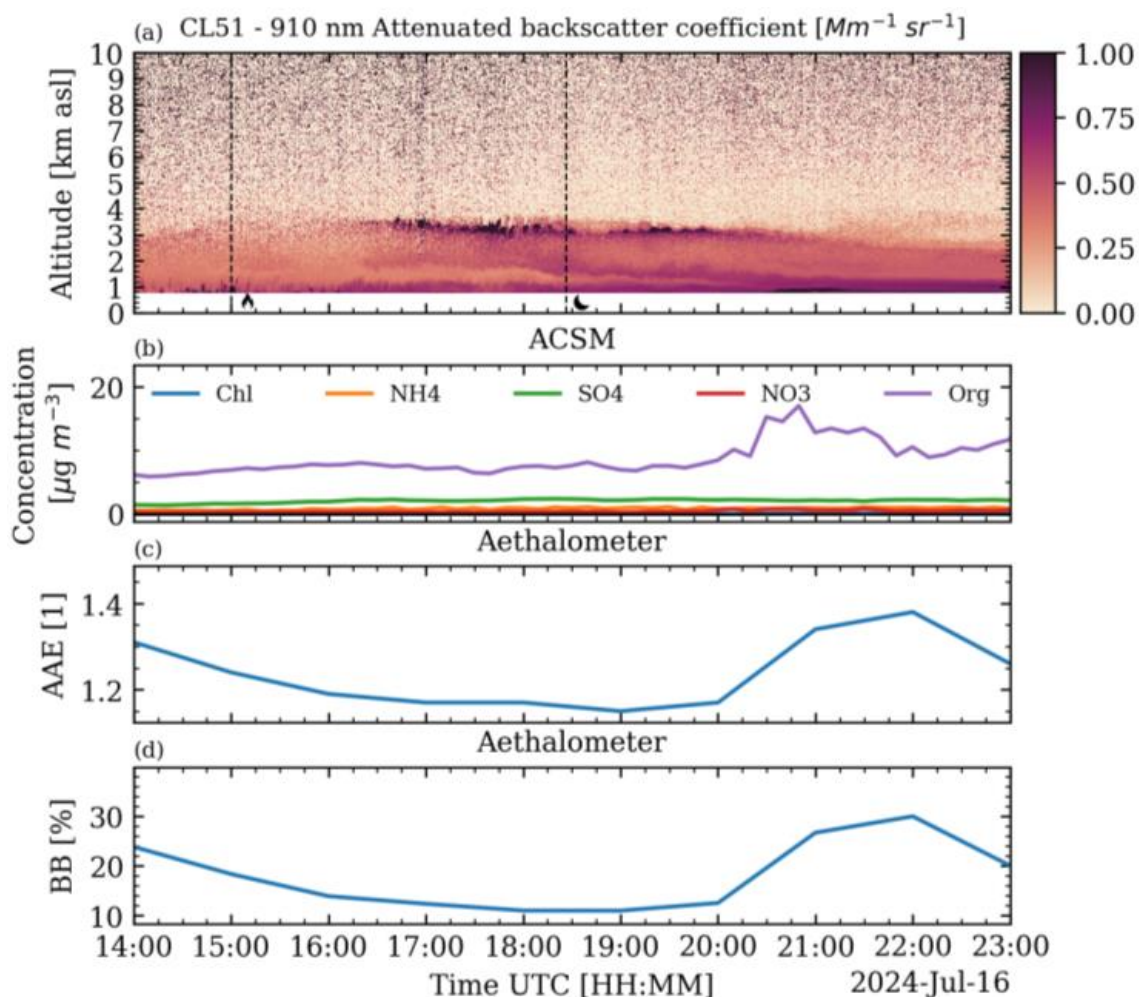 (a) CL51 - 910 nm Attenuated backscatter coefficient [Mm⁻¹ sr⁻¹]
10
9
8
7
6
5
4
3
2
1
0
Altitude [km asl]
1.00
0.75
0.50
0.25
0.00
(b) ACSM
Chl NH4 SO4 NO3 Org
20
0
Concentration
[μg m⁻³]
(c) Aethalometer
1.4
1.2
AAE [1]
(d) Aethalometer
30
20
10
BB [%]
14:00 15:00 16:00 17:00 18:00 19:00 20:00 21:00 22:00 23:00
Time UTC [HH:MM] 2024-Jul-16